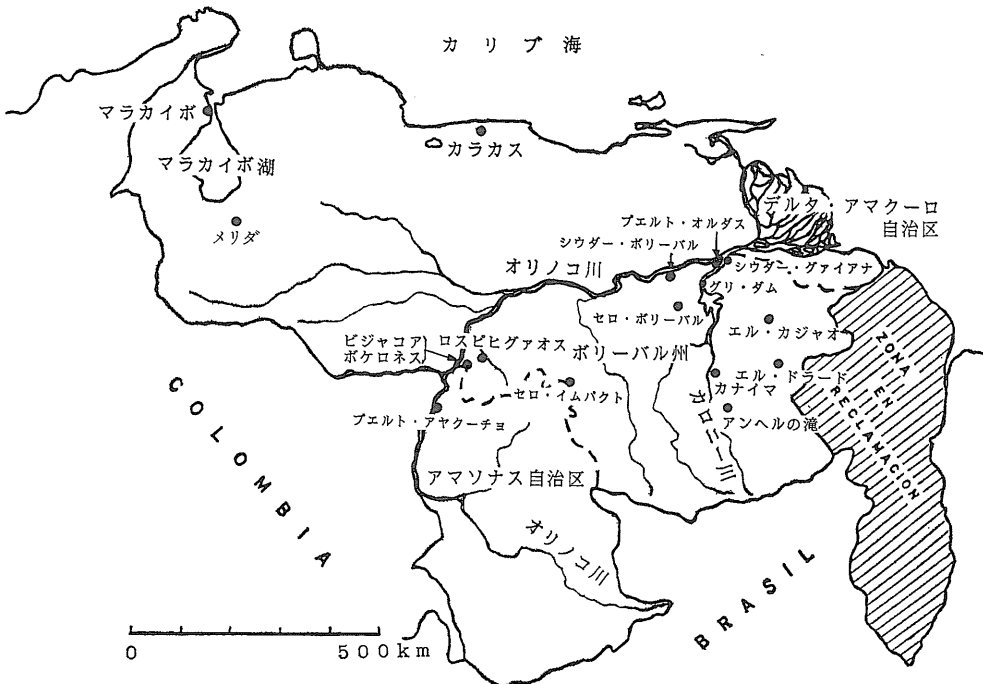 カリブ海
マラカイボ
カラカス
マラカイボ湖
デルタ・アマクーロ
自治区
メリダ
プエルト・オルダス
シウダー・ボリーバル
オリノコ川
シウダー・グァイアナ
グリ・ダム
セロ・ボリーバル
エル・カジャオ
ビジャコア
ボケロネス
ロスピヒグァオス
ボリーバル州
エル・ドラード
カナイマ
セロ・イムパクト
カロニー川
アンヘルの滝
プエルト・アヤクーチョ
アマソナス自治区
オリノコ川
ZONA EN
RECLAMACION
COLOMBIA
BRASIL
0 500km